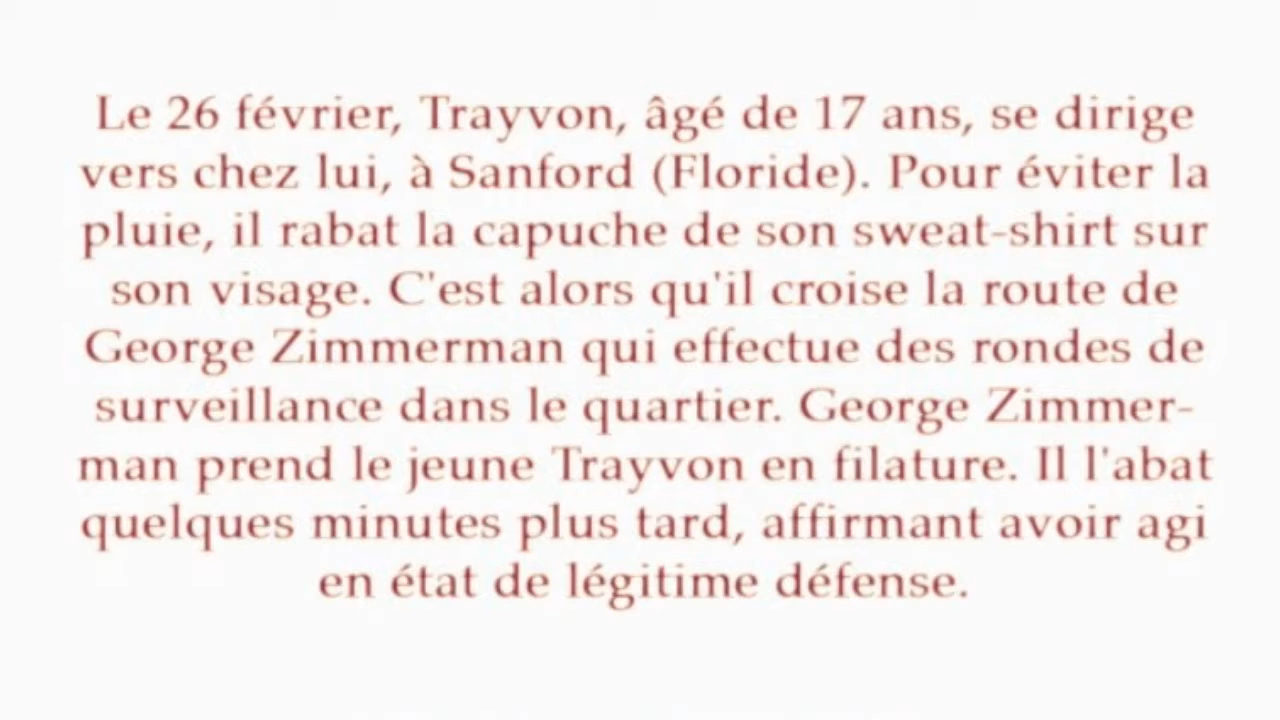 Le 26 février, Trayvon, âgé de 17 ans, se dirige
vers chez lui, à Sanford (Floride). Pour éviter la
pluie, il rabat la capuche de son sweat-shirt sur
son visage. C'est alors qu'il croise la route de
George Zimmerman qui effectue des rondes de
surveillance dans le quartier. George Zimmer-
man prend le jeune Trayvon en filature. Il l'abat
quelques minutes plus tard, affirmant avoir agi
en état de légitime défense.